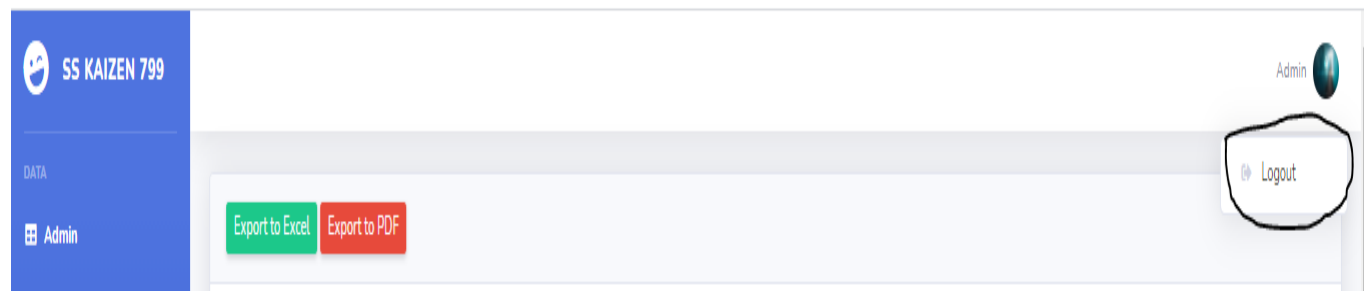 SS KAIZEN 799
Admin
DATA
Logout
Admin
Export to Excel Export to PDF